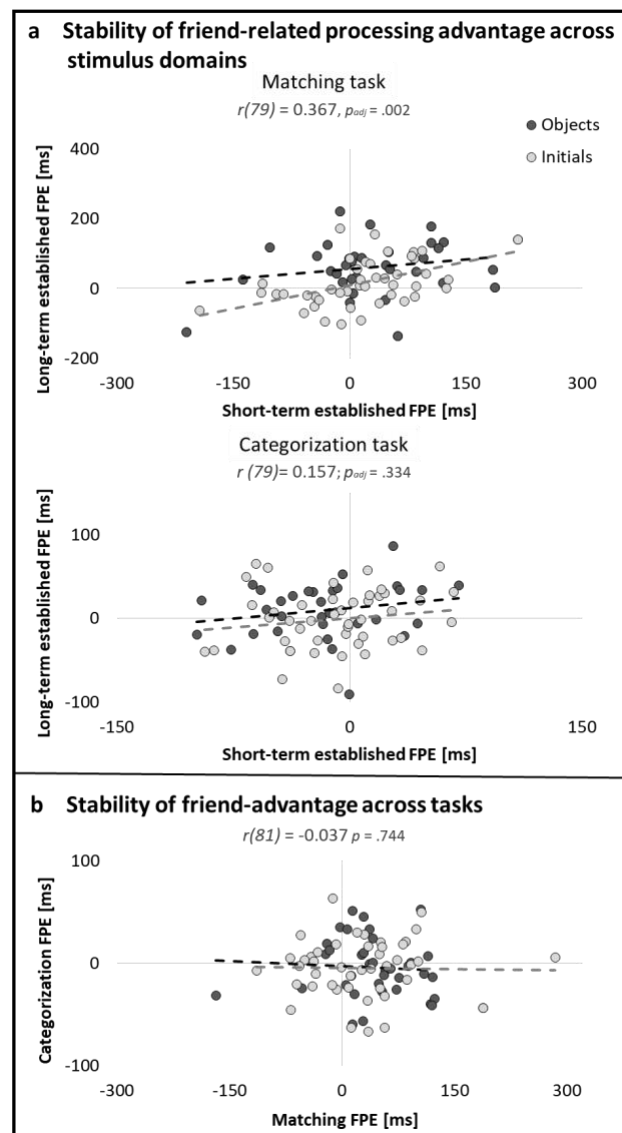 a Stability of friend-related processing advantage across
stimulus domains
Matching task
r(79) = 0.367, padj = .002
Objects
Initials
Long-term established FPE [ms]
400
200
0
-200
-300
-150
0
150
300
Short-term established FPE [ms]
Categorization task
r (79)= 0.157; padj = .334
Long-term established FPE [ms]
100
0
-100
-150
0
150
Short-term established FPE [ms]
b Stability of friend-advantage across tasks
r(81) = -0.037 p = .744
Categorization FPE [ms]
100
0
-100
-300
-150
0
150
300
Matching FPE [ms]